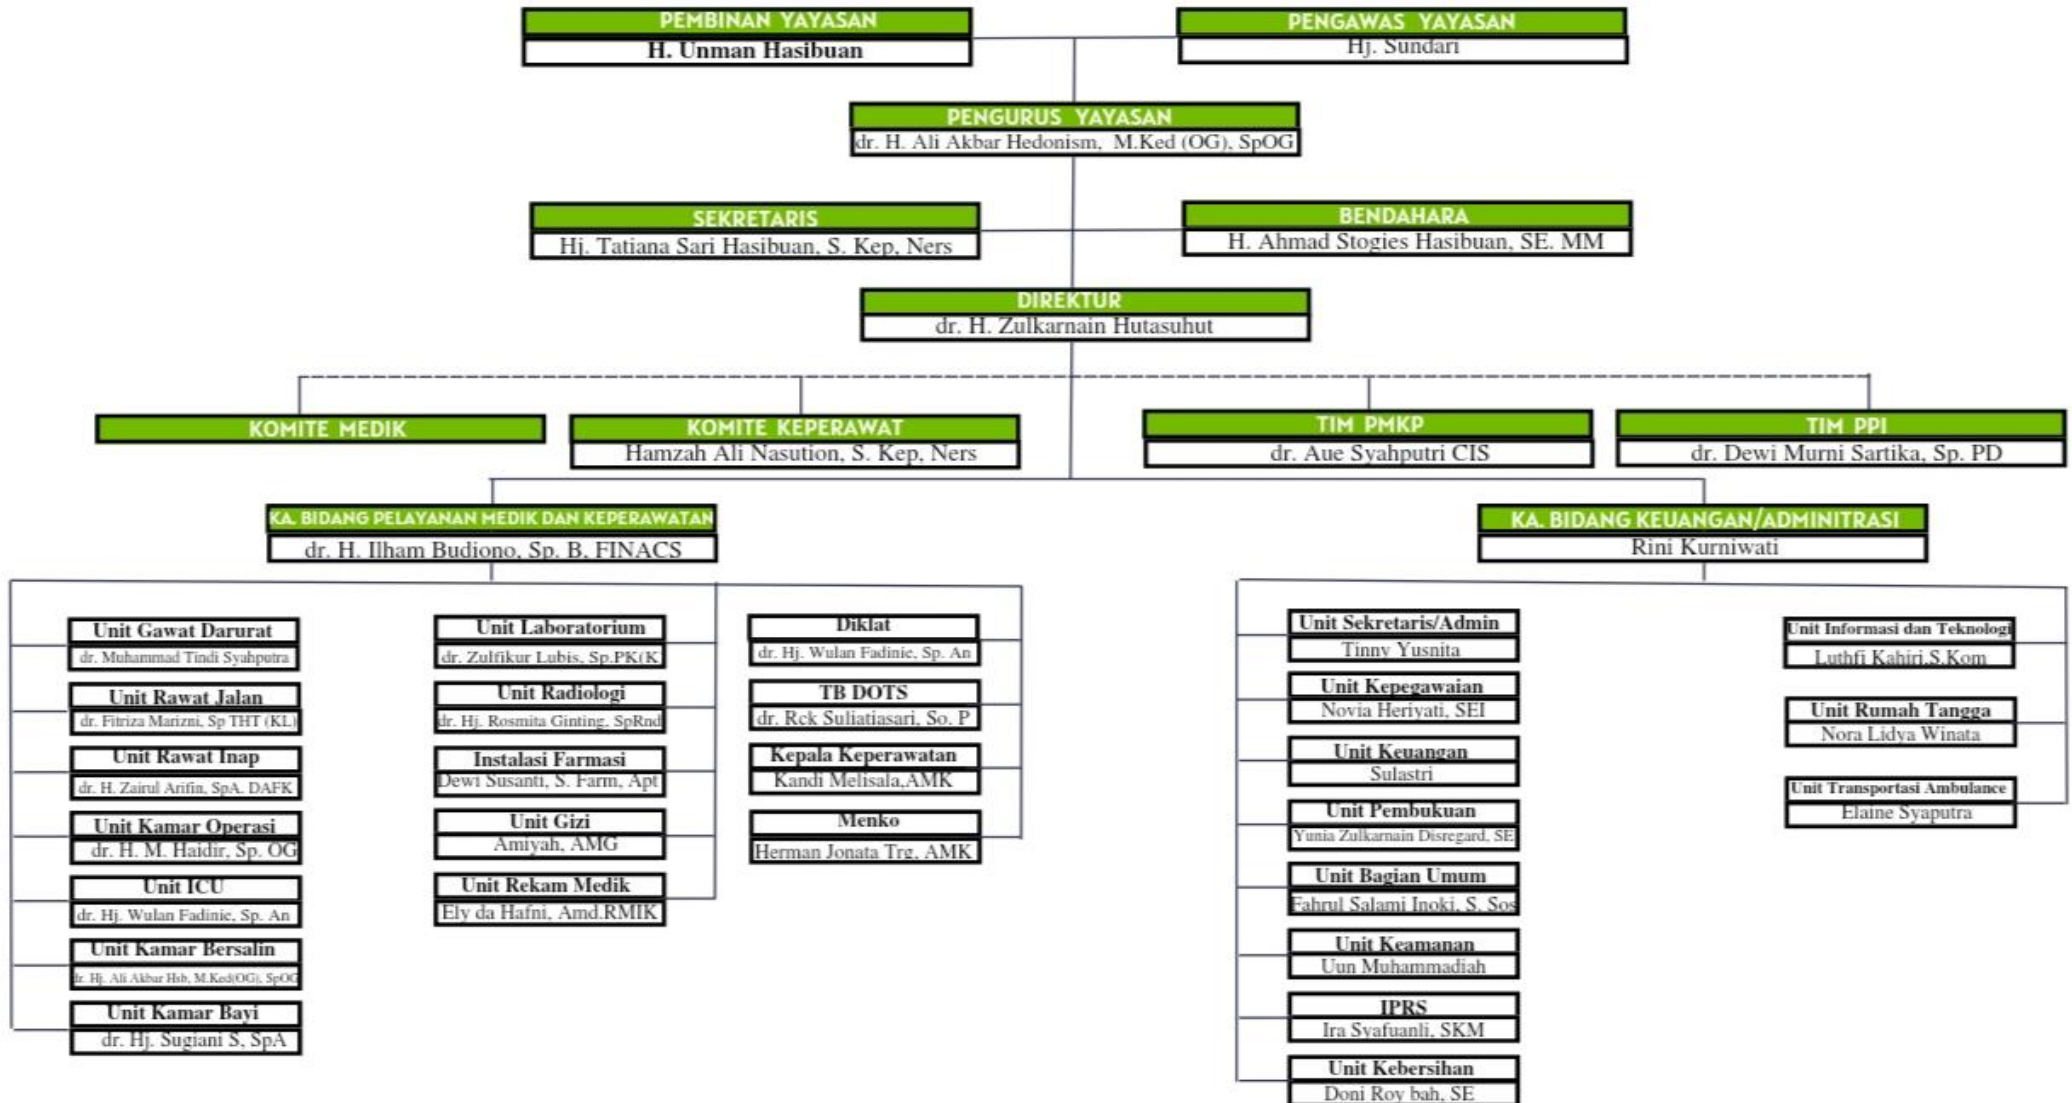 PEMBINAN YAYASAN
H. Unman Hasibuan
PENGAWAS YAYASAN
Hj. Sundari
PENGURUS YAYASAN
dr. H. Ali Akbar Hedonism, M.Ked (OG), SpOG
SEKRETARIS
Hj. Tatiana Sari Hasibuan, S. Kep, Ners
BENDAHARA
H. Ahmad Stogies Hasibuan, SE. MM
DIREKTUR
dr. H. Zulkarnain Hutasuhut
KOMITE MEDIK
KOMITE KEPERAWAT
Hamzah Ali Nasution, S. Kep, Ners
TIM PMKP
dr. Aue Syahputri CIS
TIM PPI
dr. Dewi Murni Sartika, Sp. PD
KA. BIDANG PELAYANAN MEDIK DAN KEPERAWATAN
dr. H. Ilham Budiono, Sp. B, FINACS
KA. BIDANG KEUANGAN/ADMINITRASI
Rini Kurniwati
Unit Gawat Darurat
dr. Muhammad Tindi Syahputra
Unit Rawat Jalan
dr. Fitriza Marizni, Sp THT (KL)
Unit Rawat Inap
dr. H. Zairul Arifin, SpA. DAFK
Unit Kamar Operasi
dr. H. M. Haidir, Sp. OG
Unit ICU
dr. Hj. Wulan Fadinie, Sp. An
Unit Kamar Bersalin
dr. Hj. Ali Akbar Hsb, M.Ked(OG), SpOG
Unit Kamar Bayi
dr. Hj. Sugiani S, SpA
Unit Laboratorium
dr. Zulfikur Lubis, Sp.PK(K
Unit Radiologi
dr. Hj. Rosmita Ginting, SpRnd
Instalasi Farmasi
Dewi Susanti, S. Farm, Apt
Unit Gizi
Amiyah, AMG
Unit Rekam Medik
Ely da Hafni, Amd.RMIK
Diklat
dr. Hj. Wulan Fadinie, Sp. An
TB DOTS
dr. Rck Suliatiasari, So. P
Kepala Keperawatan
Kandi Melisala,AMK
Menko
Herman Jonata Trg, AMK
Unit Sekretaris/Admin
Tinny Yusnita
Unit Kepegawaian
Novia Heriyati, SEI
Unit Keuangan
Sulastri
Unit Pembukuan
Yunia Zulkarnain Disregard, SE
Unit Bagian Umum
Fahrul Salami Inoki, S. Sos
Unit Keamanan
Uun Muhammadiah
IPRS
Ira Syafuanli, SKM
Unit Kebersihan
Doni Roy bah, SE
Unit Informasi dan Teknologi
Luthfi Kahiri,S.Kom
Unit Rumah Tangga
Nora Lidya Winata
Unit Transportasi Ambulance
Elaine Syaputra